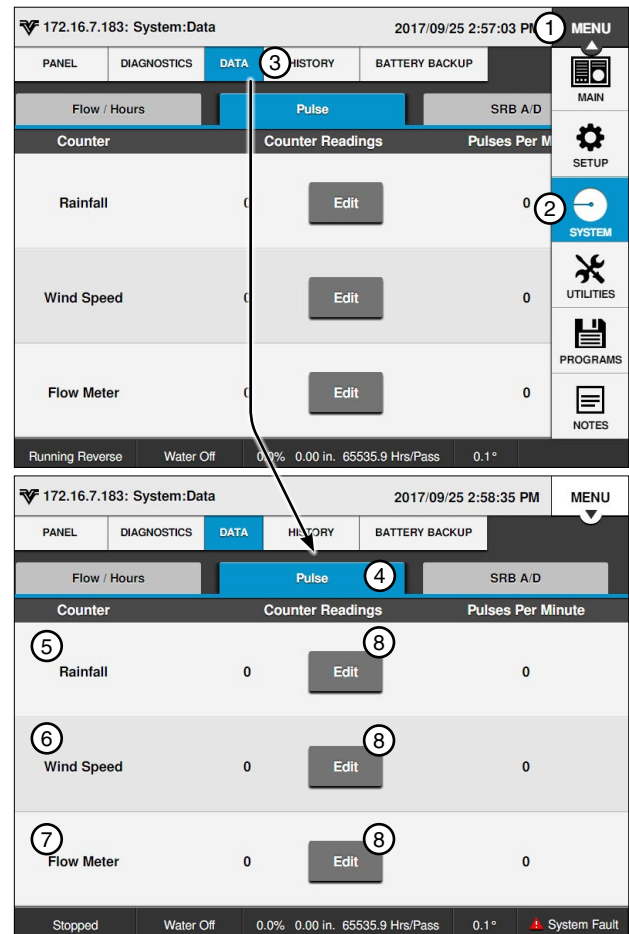 172.16.7.183: System:Data 2017/09/25 2:57:03 PM 1 MENU
PANEL DIAGNOSTICS DATA 3 HISTORY BATTERY BACKUP
MAIN
Flow / Hours Pulse SRB A/D
Counter Counter Readings Pulses Per M
SETUP
Rainfall 0 Edit 0
2
SYSTEM
Wind Speed 0 Edit 0
UTILITIES
PROGRAMS
Flow Meter 0 Edit 0
NOTES
Running Reverse Water Off 0.0% 0.00 in. 65535.9 Hrs/Pass 0.1°
172.16.7.183: System:Data 2017/09/25 2:58:35 PM MENU
PANEL DIAGNOSTICS DATA HISTORY BATTERY BACKUP
Flow / Hours Pulse 4 SRB A/D
Counter Counter Readings Pulses Per Minute
5 8
Rainfall 0 Edit 0
6 8
Wind Speed 0 Edit 0
7 8
Flow Meter 0 Edit 0
Stopped Water Off 0.0% 0.00 in. 65535.9 Hrs/Pass 0.1° System Fault